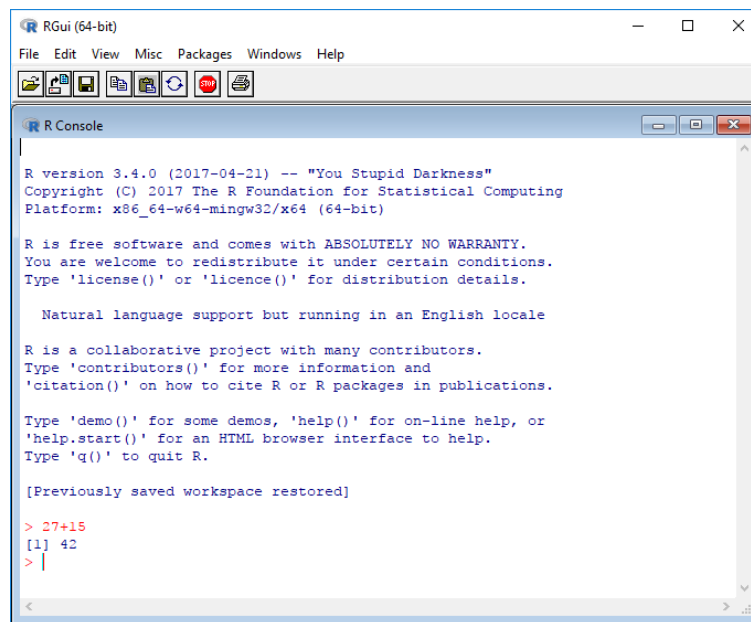 RGui (64-bit)
File Edit View Misc Packages Windows Help
STOP
R Console
R version 3.4.0 (2017-04-21) -- "You Stupid Darkness"
Copyright (C) 2017 The R Foundation for Statistical Computing
Platform: x86_64-w64-mingw32/x64 (64-bit)
R is free software and comes with ABSOLUTELY NO WARRANTY.
You are welcome to redistribute it under certain conditions.
Type 'license()' or 'licence()' for distribution details.
Natural language support but running in an English locale
R is a collaborative project with many contributors.
Type 'contributors()' for more information and
'citation()' on how to cite R or R packages in publications.
Type 'demo()' for some demos, 'help()' for on-line help, or
'help.start()' for an HTML browser interface to help.
Type 'q()' to quit R.
[Previously saved workspace restored]
> 27+15
[1] 42
>